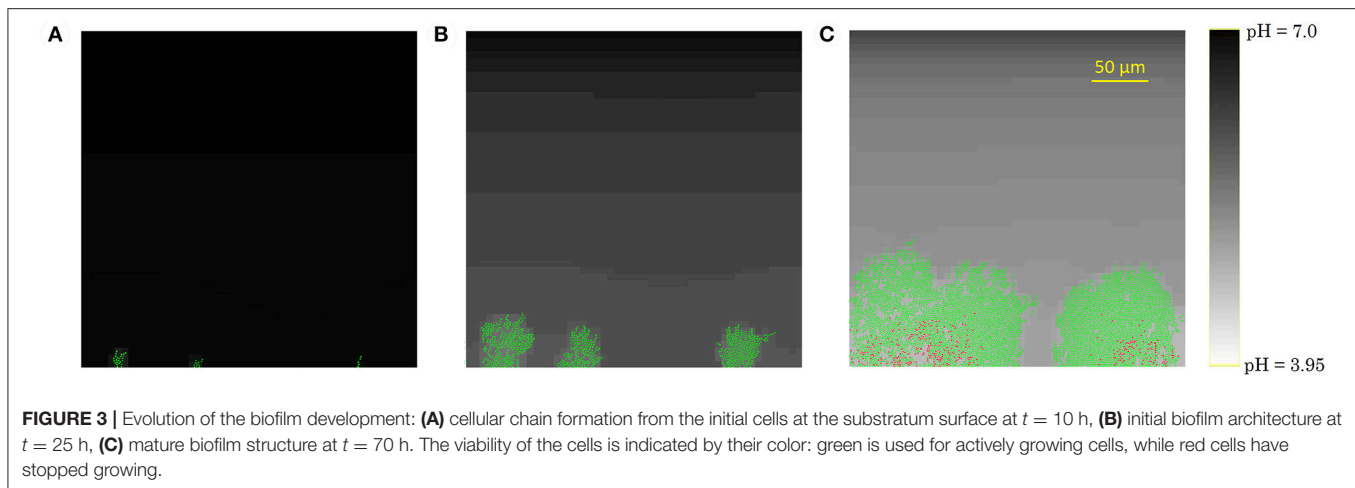 A
B
C
50 µm
pH = 7.0
pH = 3.95
FIGURE 3 | Evolution of the biofilm development: (A) cellular chain formation from the initial cells at the substratum surface at t = 10 h, (B) initial biofilm architecture at
t = 25 h, (C) mature biofilm structure at t = 70 h. The viability of the cells is indicated by their color: green is used for actively growing cells, while red cells have
stopped growing.